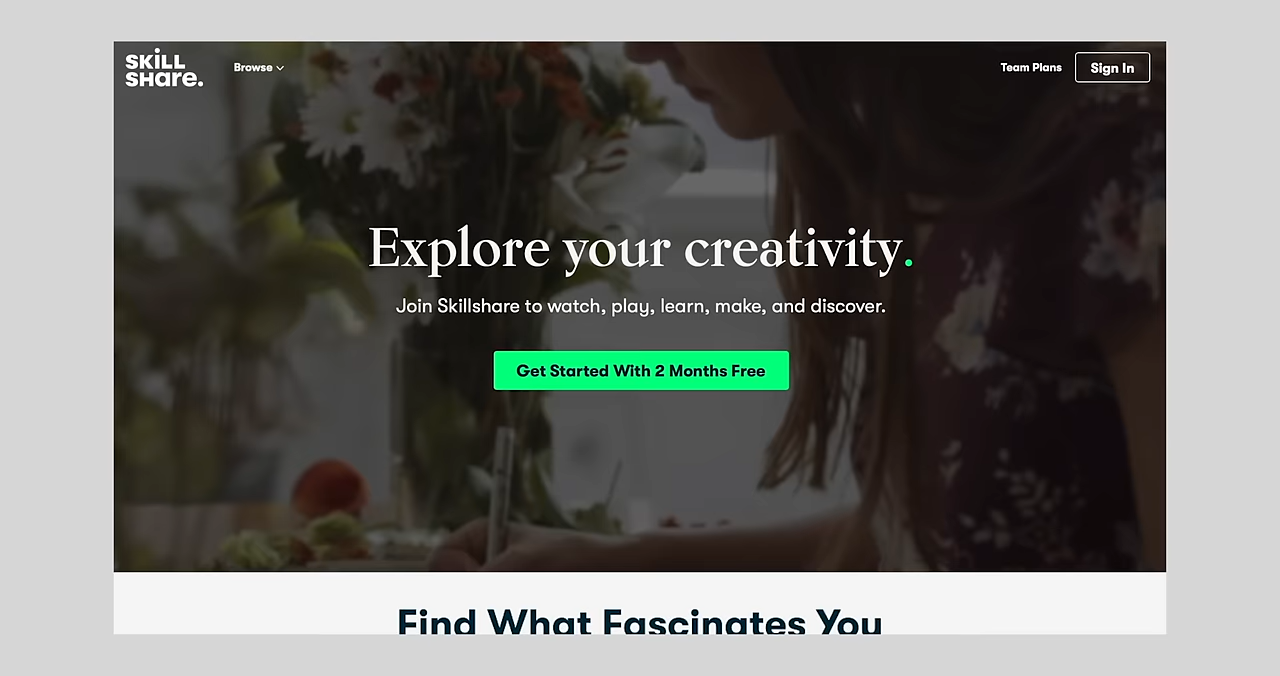 SKILL
SHare.
Browse
Team Plans
Sign In
Explore your creativity.
Join Skillshare to watch, play, learn, make, and discover.
Get Started With 2 Months Free
Find What Fascinates You